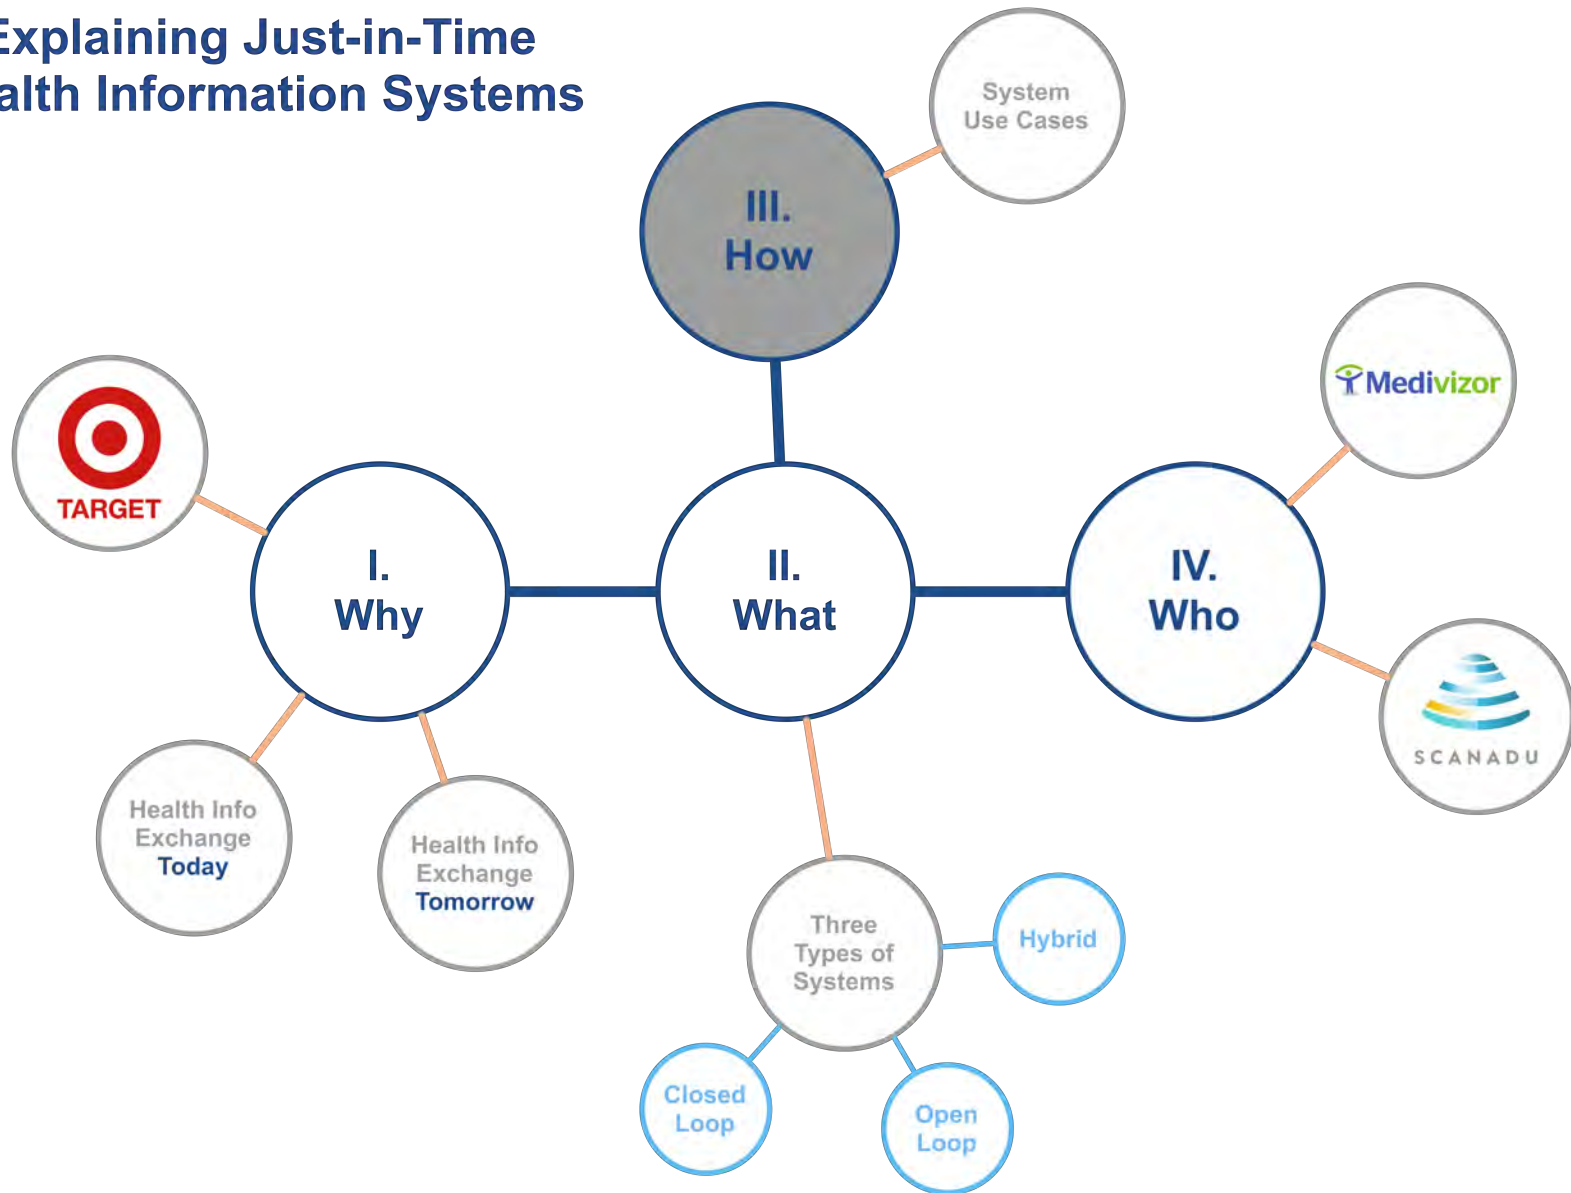 Explaining Just-in-Time
alth Information Systems
System
Use Cases
III.
How
Medivizor
TARGET
I.
Why
II.
What
IV.
Who
SCANADU
Health Info
Exchange
Today
Health Info
Exchange
Tomorrow
Three
Types of
Systems
Hybrid
Closed
Loop
Open
Loop